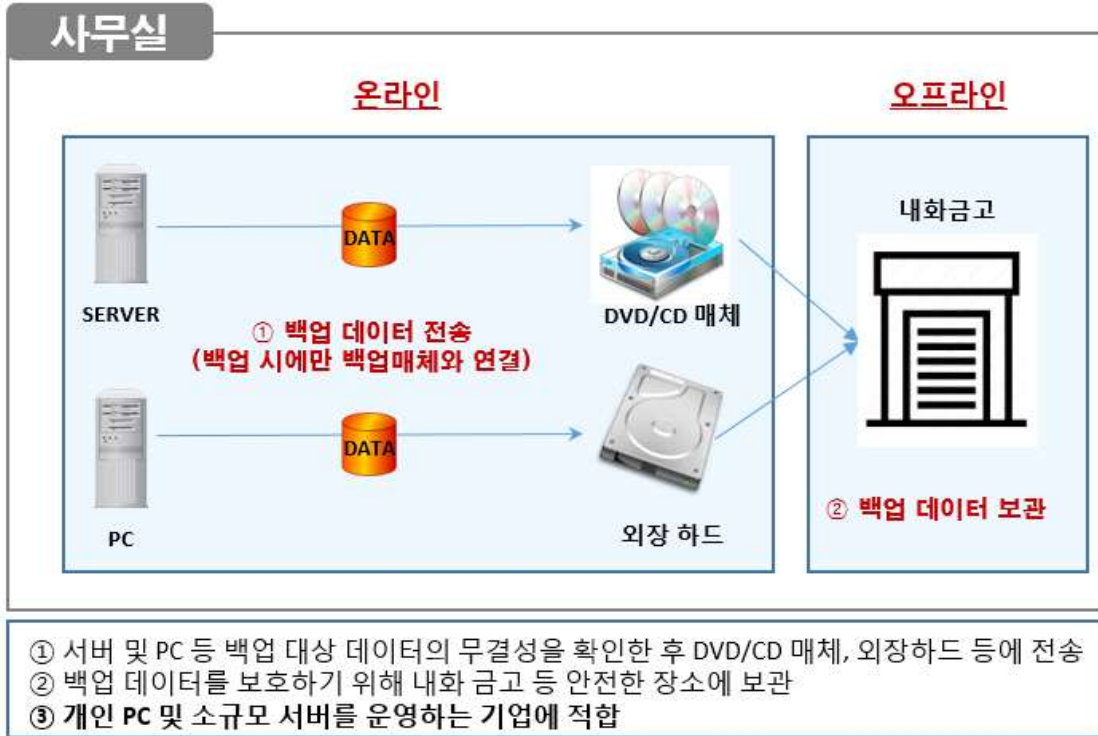 사무실
온라인
오프라인
SERVER
DATA
DVD/CD 매체
내화금고
① 백업 데이터 전송
(백업 시에만 백업매체와 연결)
PC
DATA
외장 하드
② 백업 데이터 보관
① 서버 및 PC 등 백업 대상 데이터의 무결성을 확인한 후 DVD/CD 매체, 외장하드 등에 전송
② 백업 데이터를 보호하기 위해 내화 금고 등 안전한 장소에 보관
③ 개인 PC 및 소규모 서버를 운영하는 기업에 적합